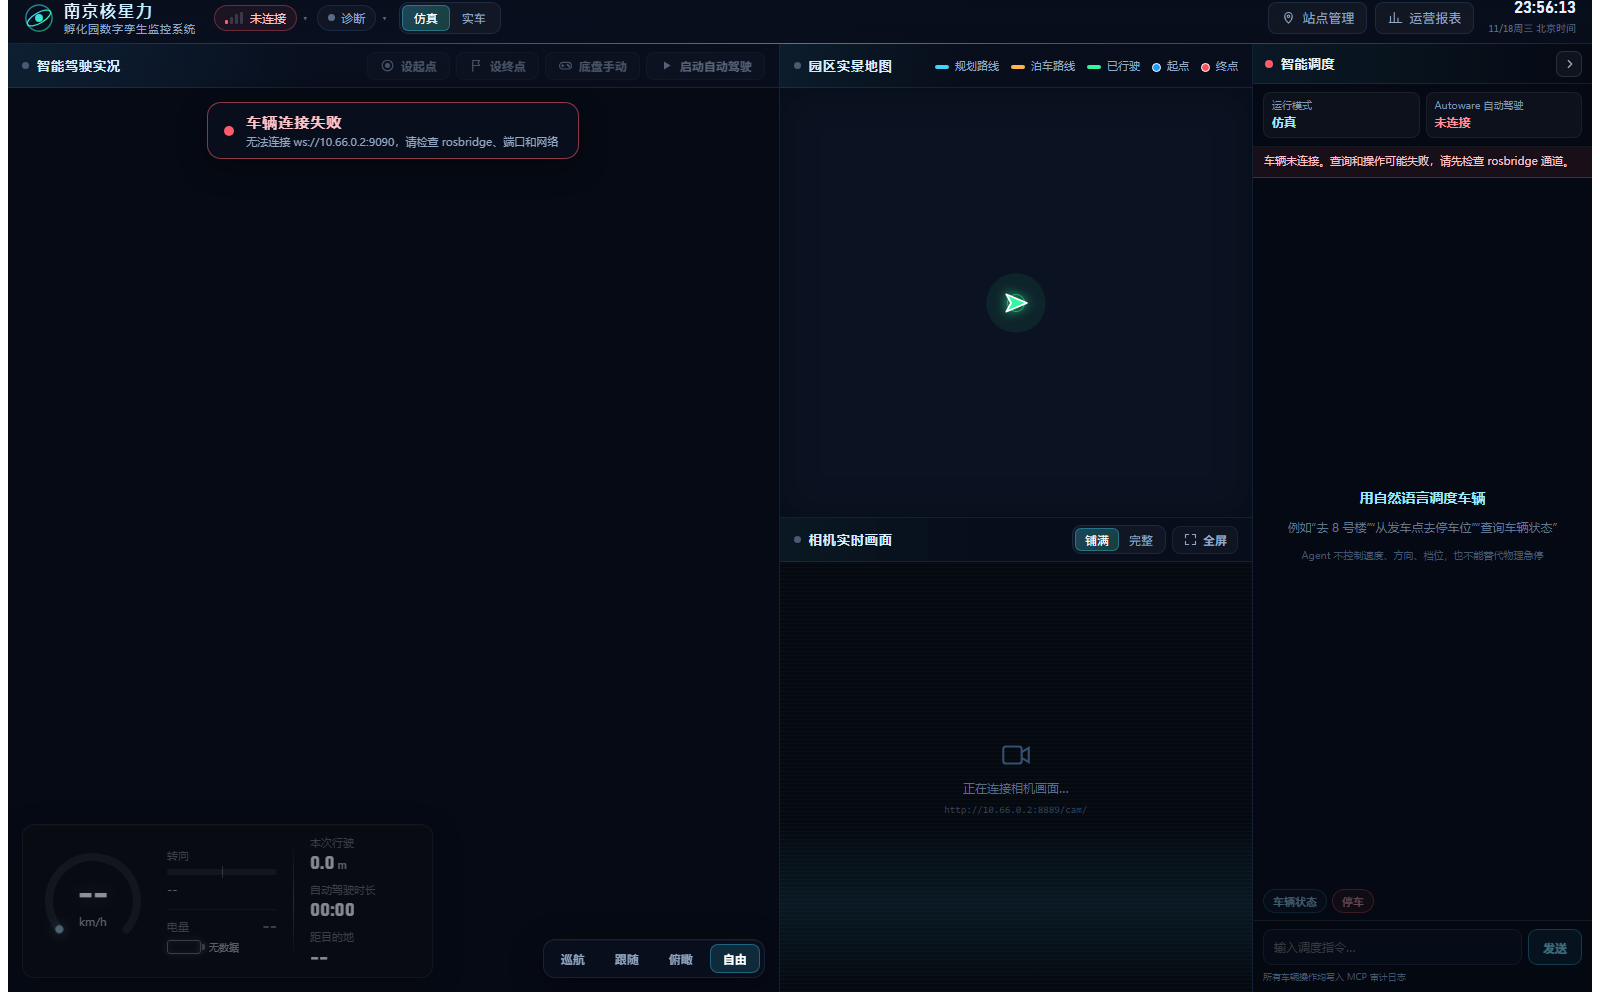 南京核星力
孵化园数字孪生监控系统
未连接
诊断
仿真
实车
站点管理
运营报表
23:56:13
11/18周三 北京时间
智能驾驶实况
设起点
设终点
底盘手动
启动自动驾驶
车辆连接失败
无法连接 ws://10.66.0.2:9090，请检查 rosbridge、端口和网络
转向
--
电量
--
无数据
--
km/h
本次行驶
0.0 m
自动驾驶时长
00:00
距目的地
--
巡航
跟随
俯瞰
自由
园区实景地图
规划路线
泊车路线
已行驶
起点
终点
相机实时画面
铺满
完整
全屏
正在连接相机画面...
http://10.66.0.2:8889/cam/
智能调度
运行模式
仿真
Autoware 自动驾驶
未连接
车辆未连接。查询和操作可能失败，请先检查 rosbridge 通道。
用自然语言调度车辆
例如“去 8 号楼”“从发车点去停车位”“查询车辆状态”
Agent 不控制速度、方向、档位，也不能替代物理急停
车辆状态
停车
输入调度指令...
发送
所有车辆操作均写入 MCP 审计日志